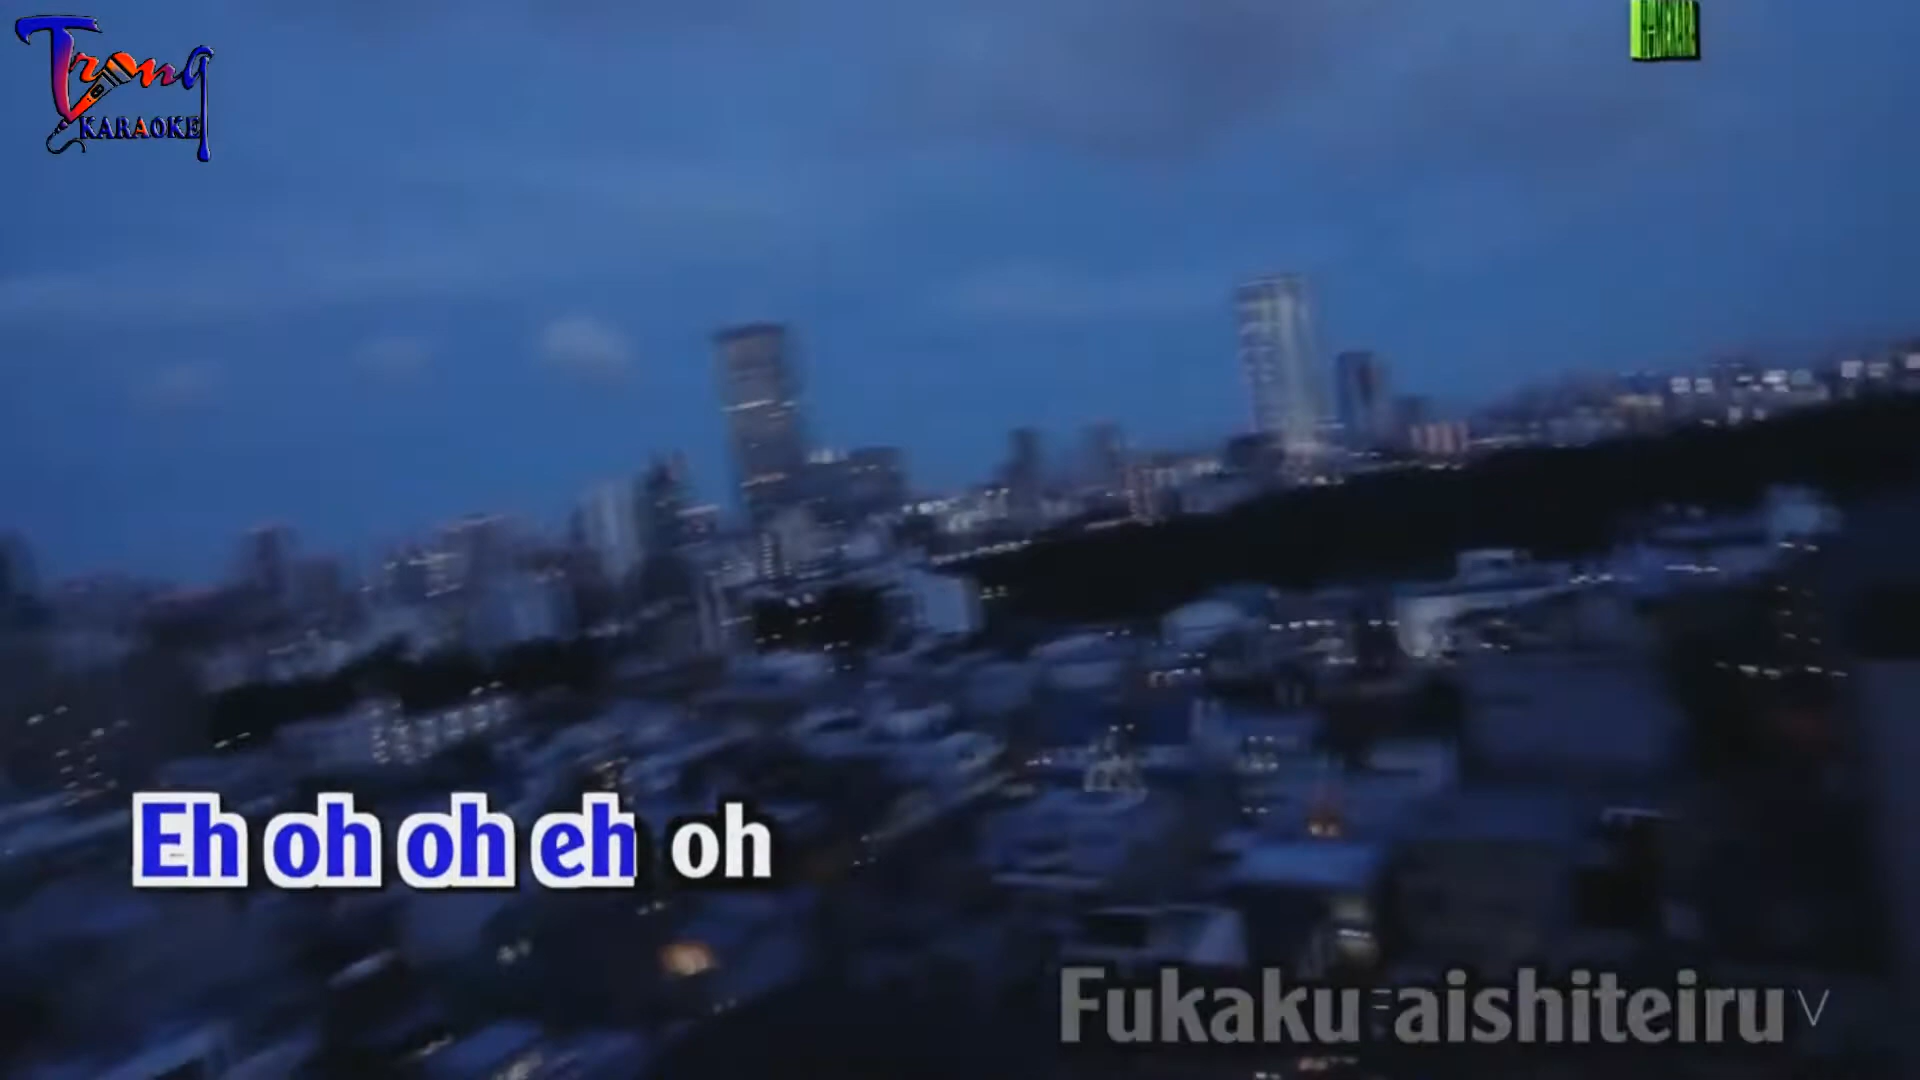 Trong
KARAOKE
Eh oh oh eh oh
Fukaku aishiteiru